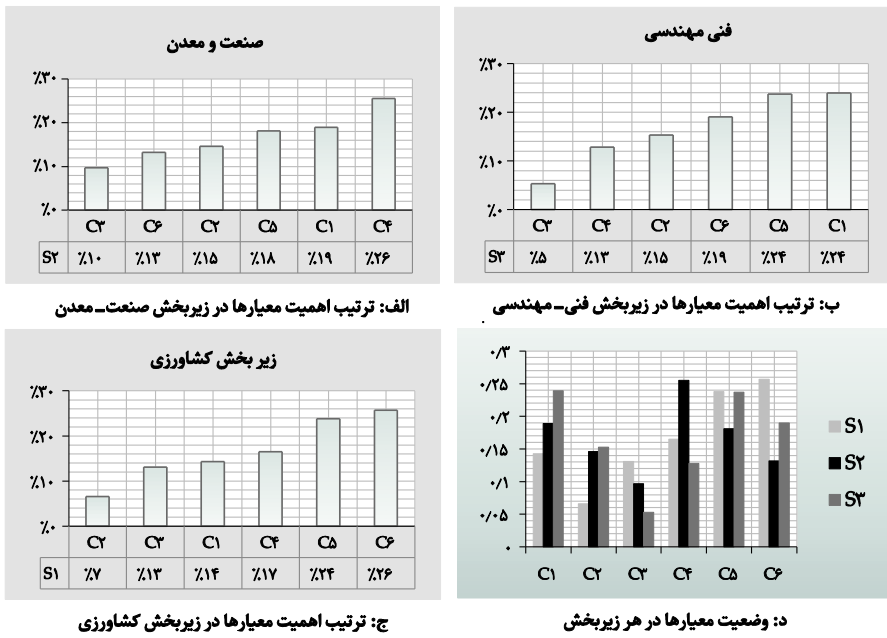 صنعت و معدن
٪۳۰
٪۲۰
٪۱۰
٪۰
C۳ C۶ C۲ C۵ C۱ C۴
S۲ ٪۱۰ ٪۱۳ ٪۱۵ ٪۱۸ ٪۱۹ ٪۲۶
الف: ترتیب اهمیت معیارها در زیربخش صنعت-معدن
فنی مهندسی
٪۳۰
٪۲۰
٪۱۰
٪۰
C۳ C۴ C۲ C۶ C۵ C۱
S۳ ٪۵ ٪۱۳ ٪۱۵ ٪۱۹ ٪۲۴ ٪۲۴
ب: ترتیب اهمیت معیارها در زیربخش فنی-مهندسی
زیر بخش کشاورزی
٪۳۰
٪۲۰
٪۱۰
٪۰
C۲ C۳ C۱ C۴ C۵ C۶
S۱ ٪۷ ٪۱۳ ٪۱۴ ٪۱۷ ٪۲۴ ٪۲۶
ج: ترتیب اهمیت معیارها در زیربخش کشاورزی
۰/۳
۰/۲۵
۰/۲
۰/۱۵
۰/۱
۰/۰۵
۰
C۱ C۲ C۳ C۴ C۵ C۶
S۱
S۲
S۳
د: وضعیت معیارها در هر زیربخش